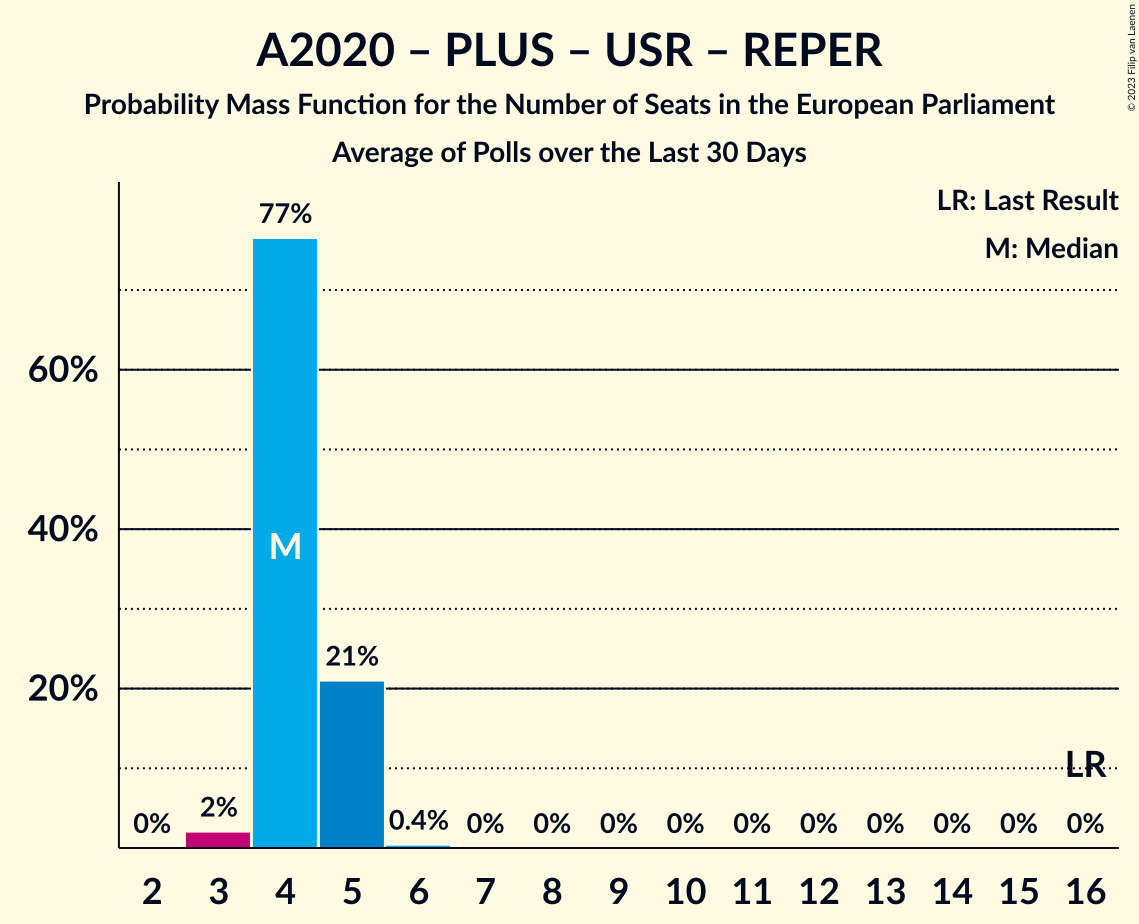 A2020 – PLUS – USR – REPER
Probability Mass Function for the Number of Seats in the European Parliament
Average of Polls over the Last 30 Days
© 2023 Filip van Laenen
LR: Last Result
M: Median
77%
60%
40%
M
21%
20%
LR
0% 2% 0.4% 0% 0% 0% 0% 0% 0% 0% 0% 0% 0%
2 3 4 5 6 7 8 9 10 11 12 13 14 15 16